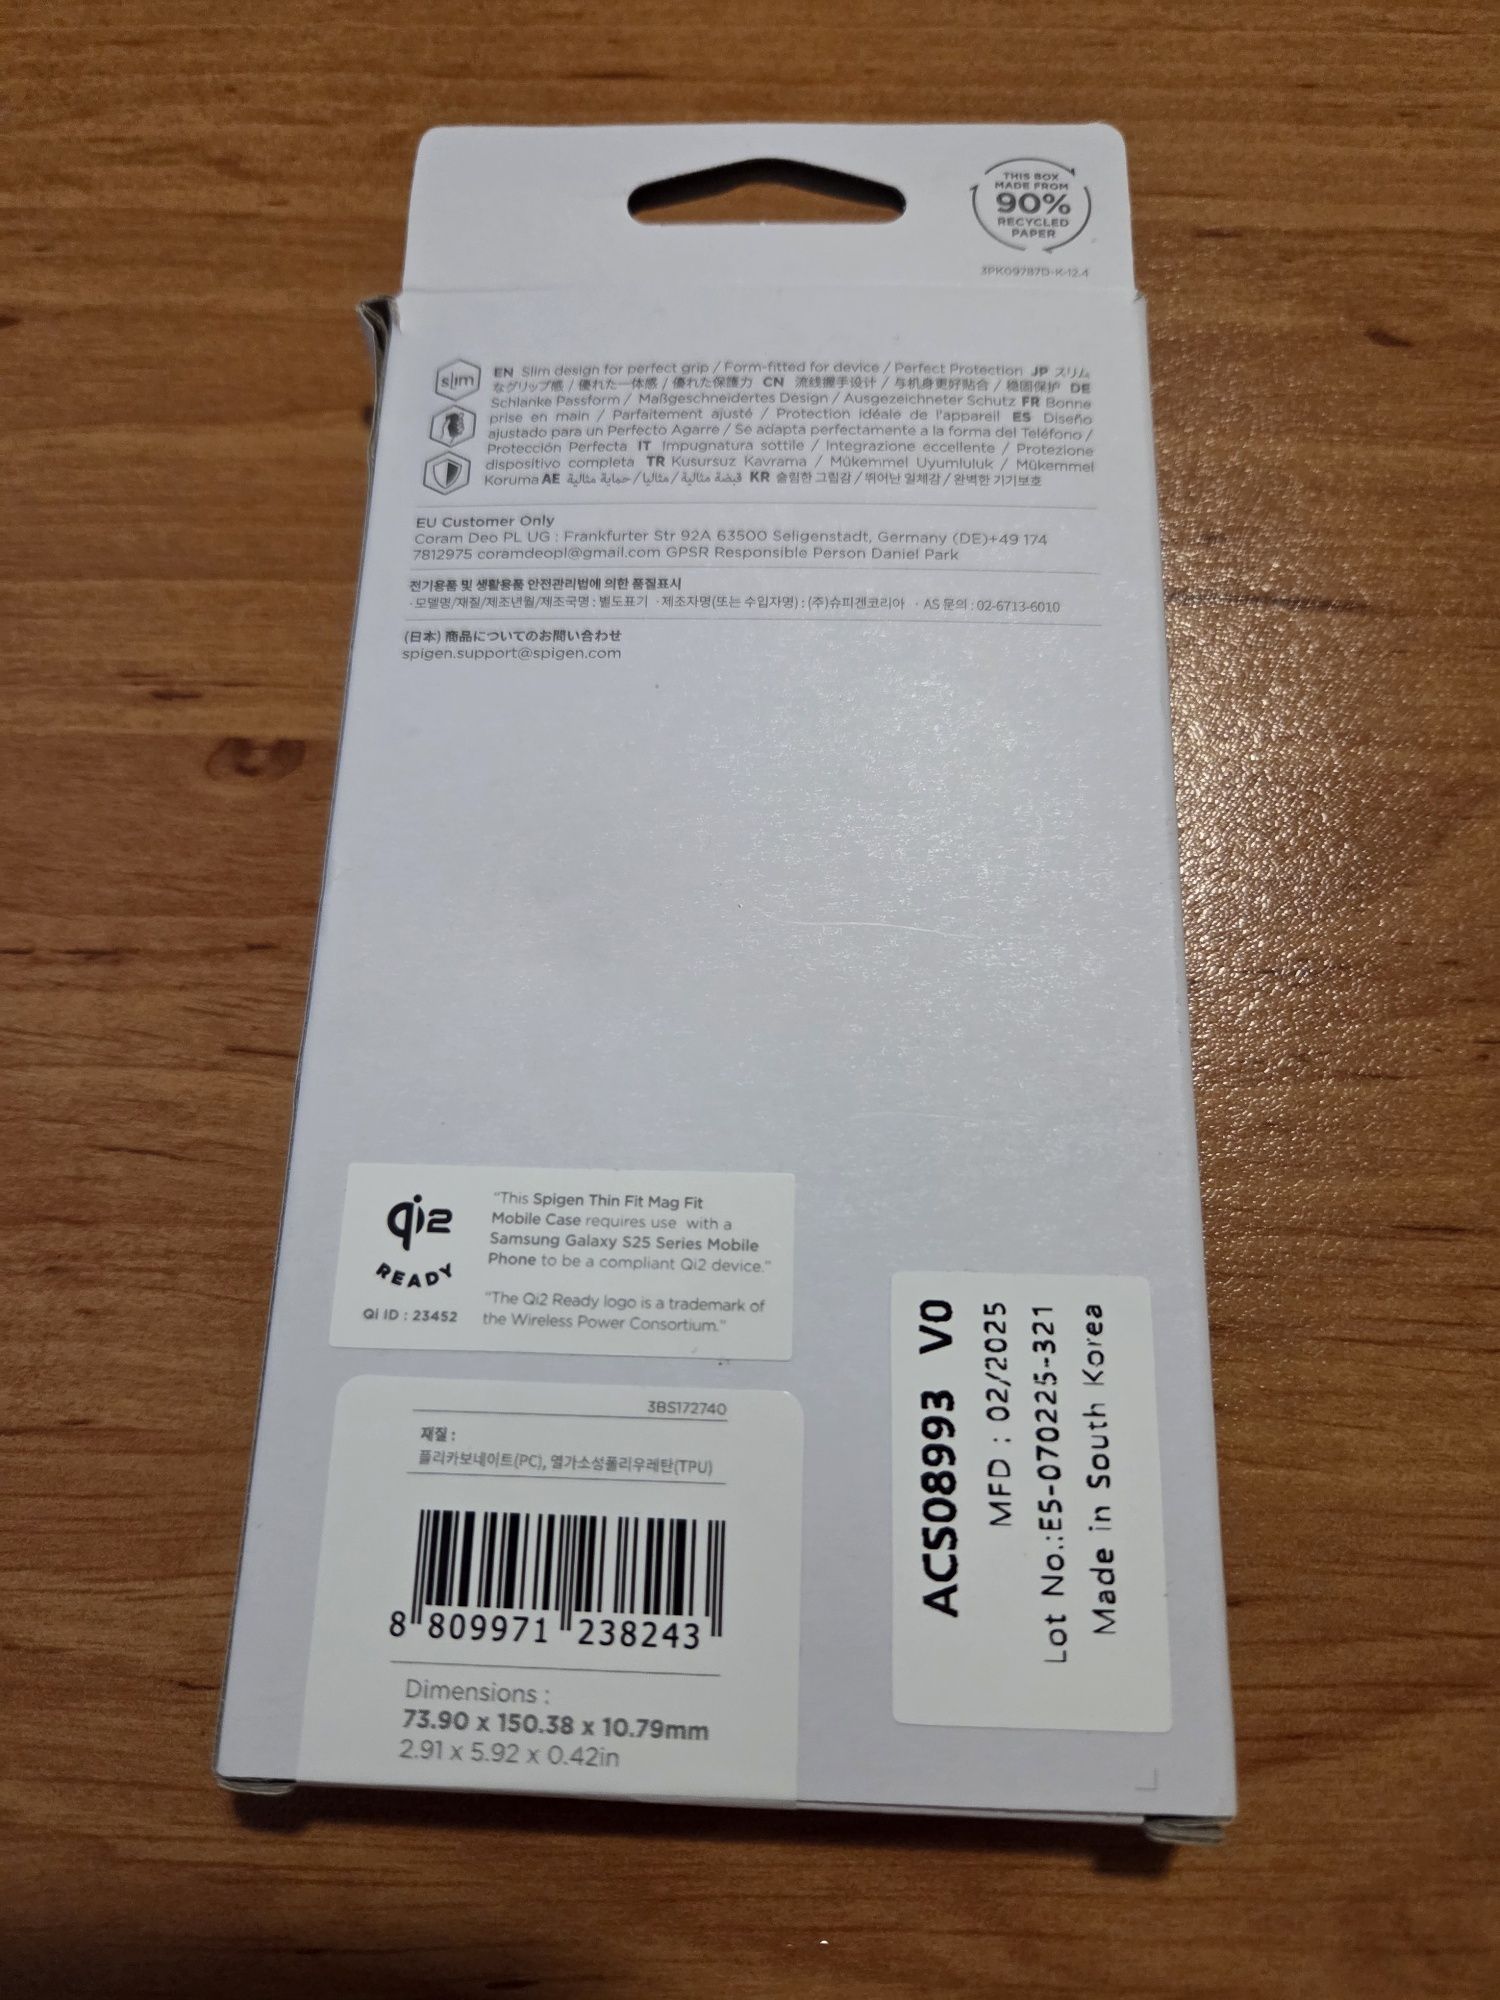 THIS BOX
MADE FROM
90%
RECYCLED
PAPER
3PK09787D-K-12.4
slim
EN Slim design for perfect grip / Form-fitted for device / Perfect Protection JP スリム
なグリップ感 / 優れた一体感 / 優れた保護力 CN 流线握手设计 / 与机身更好贴合 / 稳固保护 DE
Schlanke Passform / Maßgeschneidertes Design / Ausgezeichneter Schutz FR Bonne
prise en main / Parfaitement ajusté / Protection idéale de l'appareil ES Diseño
ajustado para un Perfecto Agarre / Se adapta perfectamente a la forma del Teléfono /
Protección Perfecta IT Impugnatura sottile / Integrazione eccellente / Protezione
dispositivo completa TR Kusursuz Kavrama / Mükemmel Uyumluluk / Mükemmel
Koruma AE قبضة مثالية / مثاليا / حماية مثالية KR 슬림한 그립감 / 뛰어난 일체감 / 완벽한 기기보호
EU Customer Only
Coram Deo PL UG : Frankfurter Str 92A 63500 Seligenstadt, Germany (DE)+49 174
7812975 coramdeopl@gmail.com GPSR Responsible Person Daniel Park
전기용품 및 생활용품 안전관리법에 의한 품질표시
· 모델명/재질/제조년월/제조국명 : 별도표기 · 제조자명(또는 수입자명) : (주)슈피겐코리아 · AS 문의 : 02-6713-6010
(日本) 商品についてのお問い合わせ
spigen.support@spigen.com
qi2
READY
Qi ID : 23452
"This Spigen Thin Fit Mag Fit
Mobile Case requires use with a
Samsung Galaxy S25 Series Mobile
Phone to be a compliant Qi2 device."
"The Qi2 Ready logo is a trademark of
the Wireless Power Consortium."
3BS172740
재질 :
폴리카보네이트(PC), 열가소성폴리우레탄(TPU)
8 809971 238243
Dimensions :
73.90 x 150.38 x 10.79mm
2.91 x 5.92 x 0.42in
ACS08993 V0
MFD : 02/2025
Lot No.:E5-070225-321
Made in South Korea